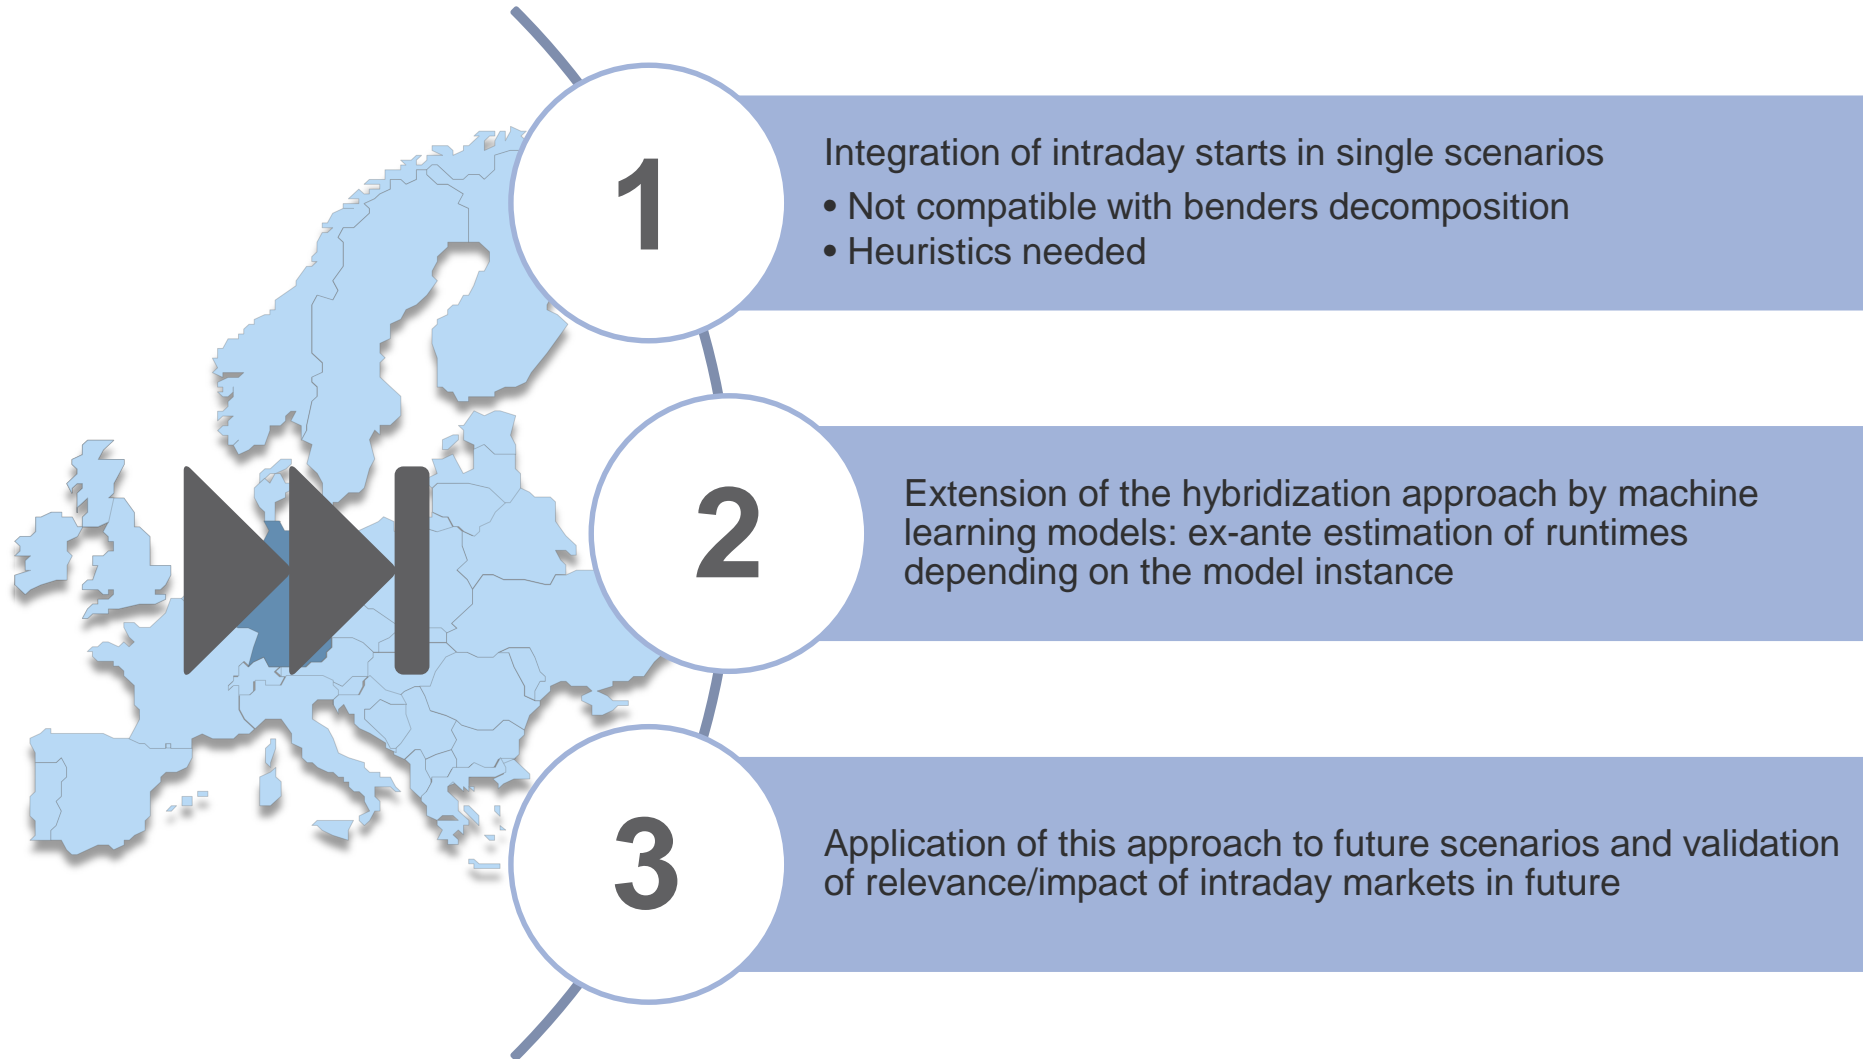 1
Integration of intraday starts in single scenarios
• Not compatible with benders decomposition
• Heuristics needed
2
Extension of the hybridization approach by machine
learning models: ex-ante estimation of runtimes
depending on the model instance
3
Application of this approach to future scenarios and validation
of relevance/impact of intraday markets in future